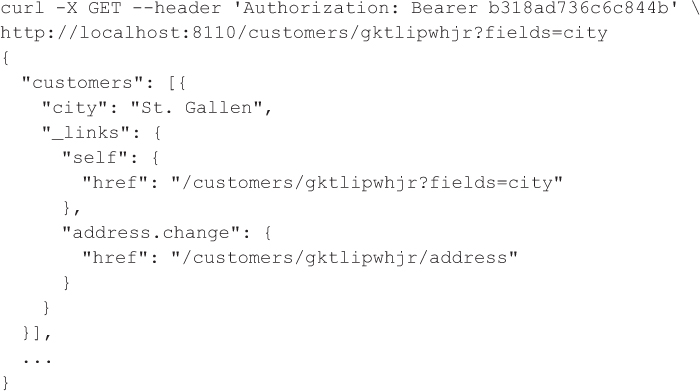 curl -X GET --header 'Authorization: Bearer b318ad736c6c844b' \
http://localhost:8110/customers/gktlipwhjr?fields=city
{
  "customers": [{
    "city": "St. Gallen",
    "_links": {
      "self": {
        "href": "/customers/gktlipwhjr?fields=city"
      },
      "address.change": {
        "href": "/customers/gktlipwhjr/address"
      }
    }
  }],
  ...
}